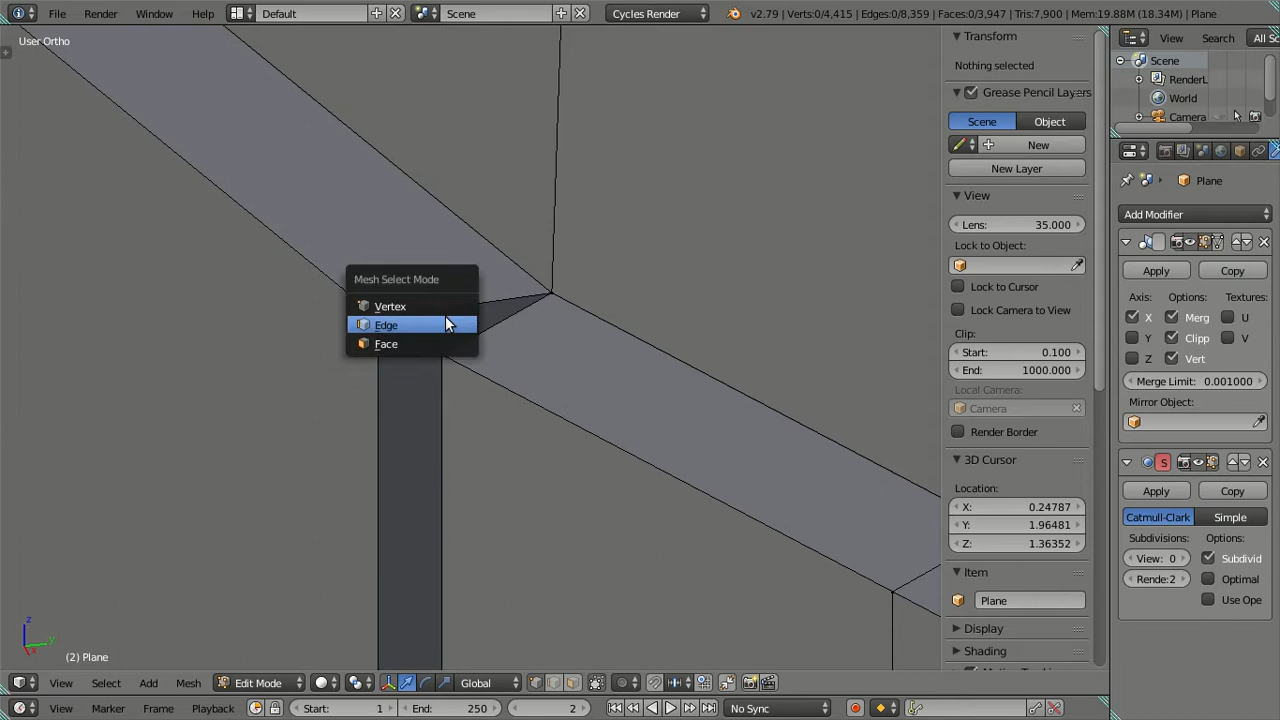 File Render Window Help Default Scene Cycles Render v2.79 | Verts:0/4,415 | Edges:0/8,359 | Faces:0/3,947 | Tris:7,900 | Mem:19.88M (18.34M) | Plane
User Ortho
Transform
Nothing selected
Grease Pencil Layers
Scene Object
New
New Layer
View
Lens: 35.000
Lock to Object:
Lock to Cursor
Lock Camera to View
Clip:
Start: 0.100
End: 1000.000
Local Camera:
Camera
Render Border
3D Cursor
Location:
X: 0.24787
Y: 1.96481
Z: 1.36352
Item
Plane
Display
Shading
View Search All Sc
Scene
RenderL
World
Camera
Plane
Add Modifier
Apply Copy
Axis: Options: Textures:
X Merg U
Y Clipp V
Z Vert
Merge Limit: 0.001000
Mirror Object:
S
Apply Copy
Catmull-Clark Simple
Subdivisions: Options:
View: 0 Subdivid
Rende:2 Optimal
Use Ope
Mesh Select Mode
Vertex
Edge
Face
z
y
x
(2) Plane
View Select Add Mesh Edit Mode Global
View Marker Frame Playback Start: 1 End: 250 2 No Sync